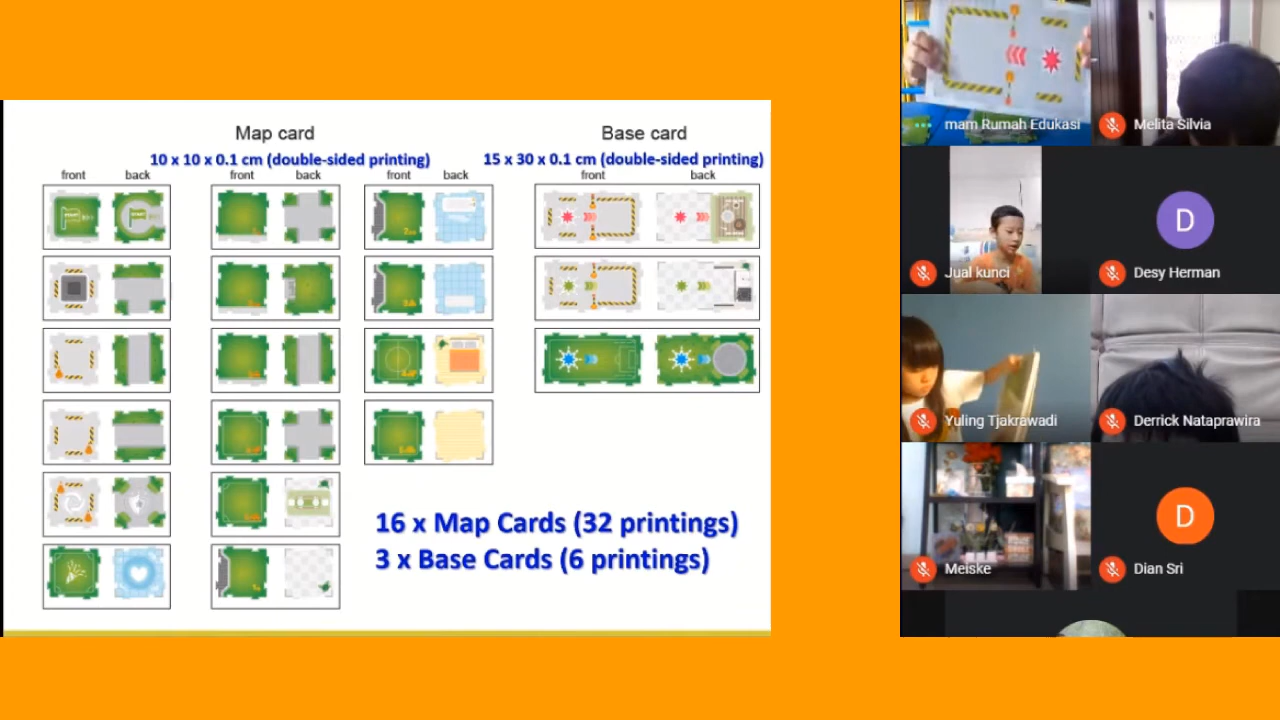 Map card
10 x 10 x 0.1 cm (double-sided printing)
front back
front back
front back
Base card
15 x 30 x 0.1 cm (double-sided printing)
front back
16 x Map Cards (32 printings)
3 x Base Cards (6 printings)
mam Rumah Edukasi
Melita Silvia
Jual kunci
D
Desy Herman
Yuling Tjakrawadi
Derrick Nataprawira
Meiske
D
Dian Sri